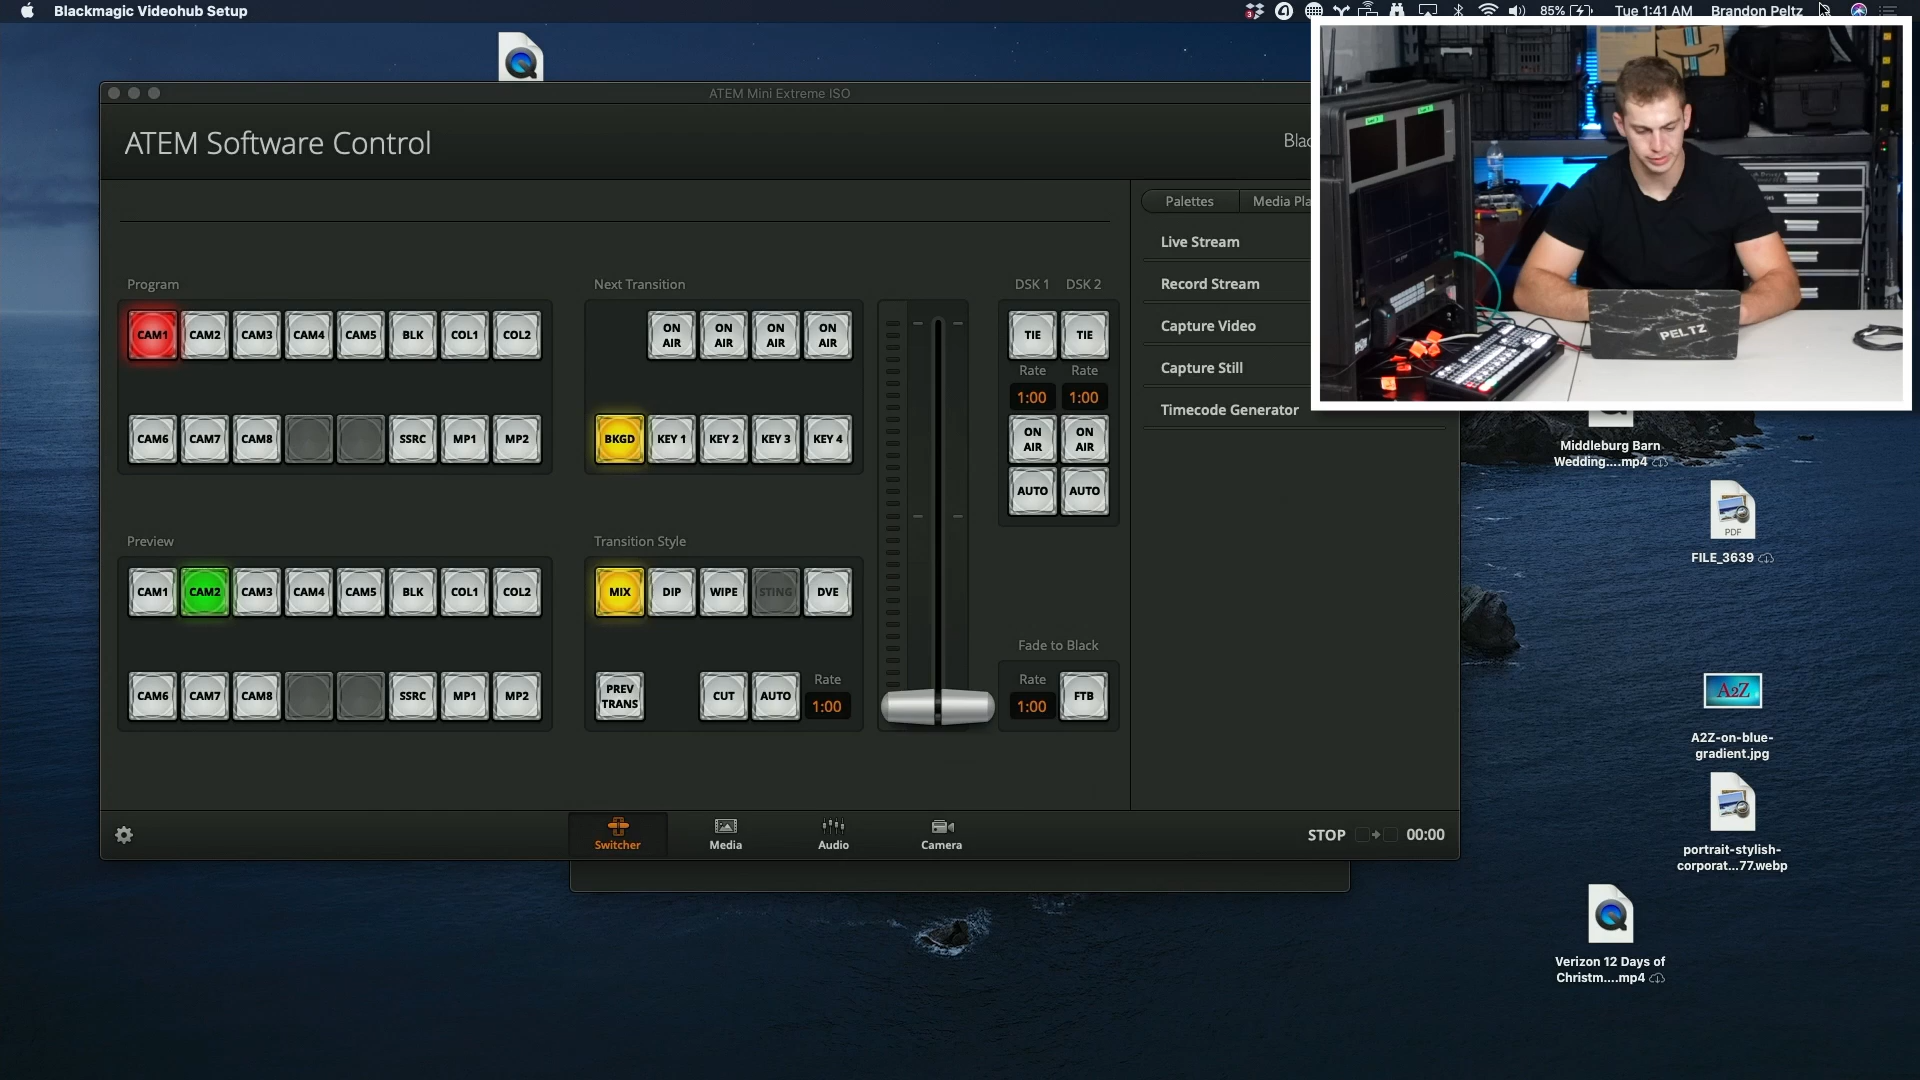 Blackmagic Videohub Setup
3
85%
Tue 1:41 AM
Brandon Peltz
ATEM Mini Extreme ISO
ATEM Software Control
Blac
Palettes
Media Pla
Live Stream
Record Stream
Capture Video
Capture Still
Timecode Generator
Program
CAM1 CAM2 CAM3 CAM4 CAM5 BLK COL1 COL2
CAM6 CAM7 CAM8 SSRC MP1 MP2
Next Transition
ON AIR ON AIR ON AIR ON AIR
BKGD KEY 1 KEY 2 KEY 3 KEY 4
DSK 1 DSK 2
TIE TIE
Rate Rate
1:00 1:00
ON AIR ON AIR
AUTO AUTO
Preview
CAM1 CAM2 CAM3 CAM4 CAM5 BLK COL1 COL2
CAM6 CAM7 CAM8 SSRC MP1 MP2
Transition Style
MIX DIP WIPE STING DVE
PREV TRANS
CUT AUTO
Rate
1:00
Fade to Black
Rate
1:00
FTB
Switcher
Media
Audio
Camera
STOP
00:00
PELTZ
Middleburg Barn
Wedding....mp4
PDF
FILE_3639
A2Z
A2Z-on-blue-
gradient.jpg
portrait-stylish-
corporat...77.webp
Verizon 12 Days of
Christm....mp4